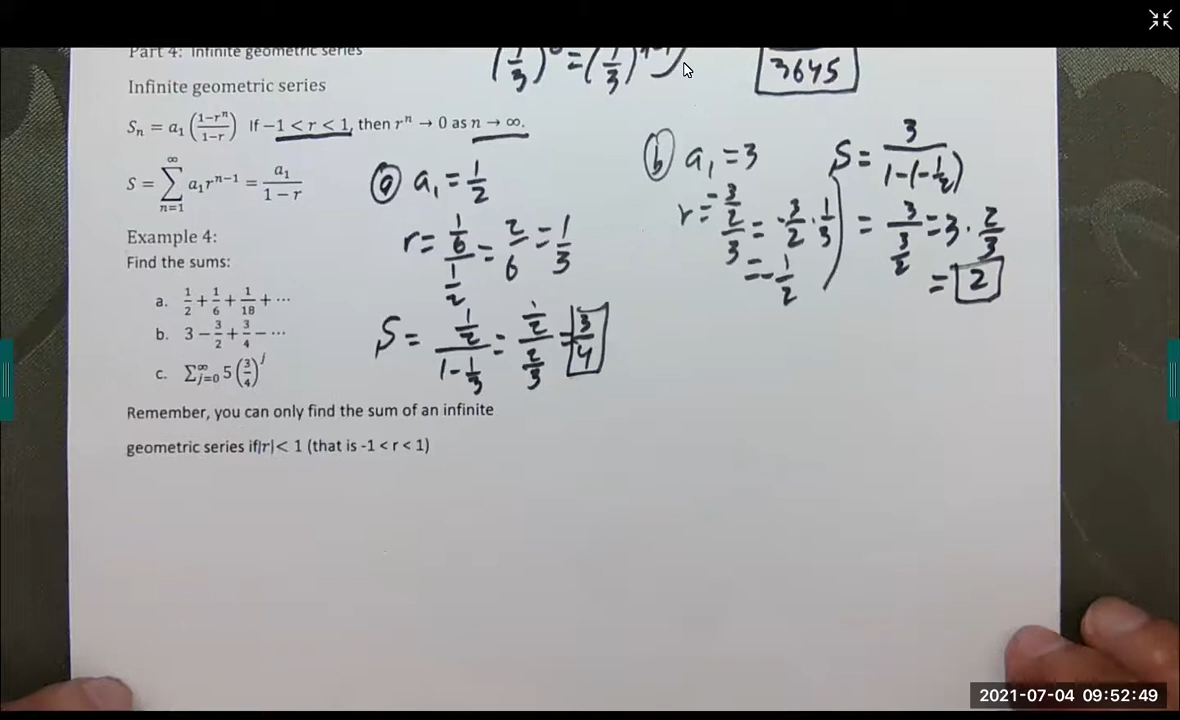 Part 4: Infinite geometric series
(1/3)^6 = (1/3)^(n-1)
3645
Infinite geometric series
Sₙ = a₁ ((1−rⁿ)/(1−r)) If −1 < r < 1, then rⁿ → 0 as n → ∞.
S = ∑_{n=1}^{∞} a₁rⁿ⁻¹ = a₁/(1 − r)
Example 4:
Find the sums:
a. 1/2 + 1/6 + 1/18 + ⋯
b. 3 − 3/2 + 3/4 − ⋯
c. ∑_{j=0}^{∞} 5 (3/4)^j
Remember, you can only find the sum of an infinite
geometric series if|r|< 1 (that is -1 < r < 1)
ⓐ a₁ = 1/2
r = (1/6)/(1/2) = 2/6 = 1/3
S = (1/2)/(1 − 1/3) = (1/2)/(2/3) = 3/4
ⓑ a₁ = 3
r = (−3/2)/3 = −3/2 · 1/3
= −1/2
S = 3/(1−(−1/2))
= 3/(3/2) = 3 · 2/3
= 2
2021-07-04 09:52:49